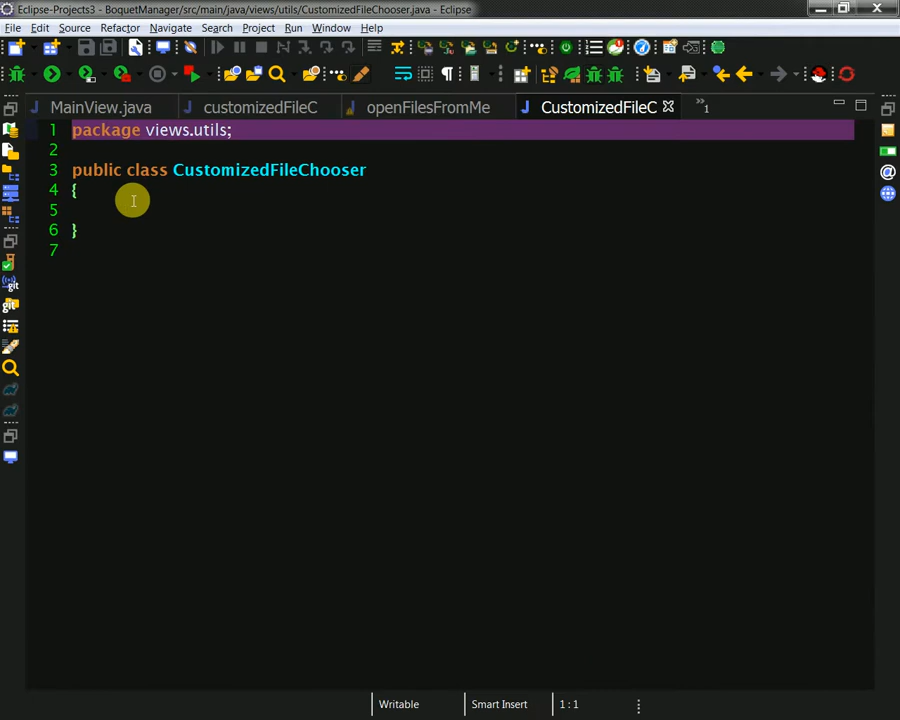 Eclipse-Projects3 - BoquetManager/src/main/java/views/utils/CustomizedFileChooser.java - Eclipse
File Edit Source Refactor Navigate Search Project Run Window Help
MainView.java customizedFileC openFilesFromMe CustomizedFileC »1
1 package views.utils;
2
3 public class CustomizedFileChooser
4 {
5
6 }
7
Writable Smart Insert 1 : 1